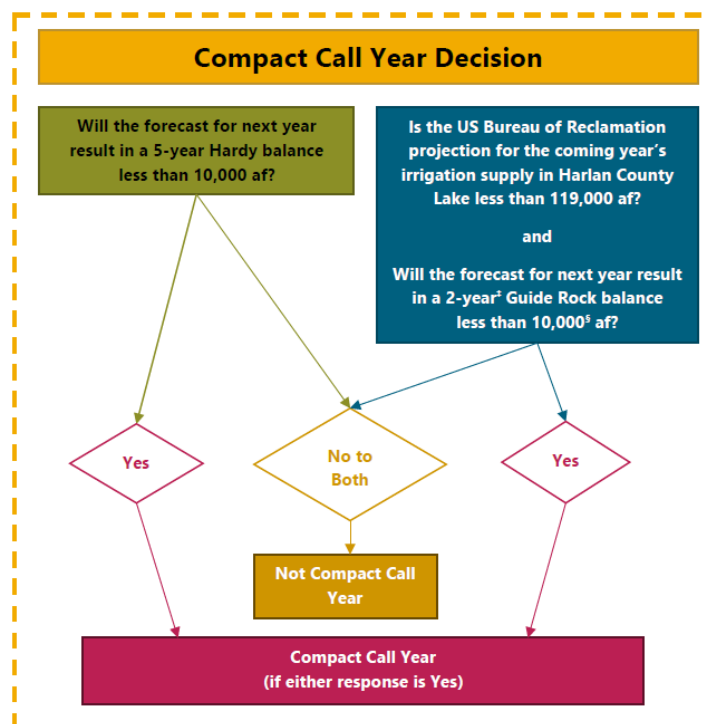 Compact Call Year Decision
Will the forecast for next year
result in a 5-year Hardy balance
less than 10,000 af?
Is the US Bureau of Reclamation
projection for the coming year´s
irrigation supply in Harlan County
Lake less than 119,000 af?
and
Will the forecast for next year result
in a 2-year‡ Guide Rock balance
less than 10,000§ af?
Yes
No to
Both
Yes
Not Compact Call
Year
Compact Call Year
(if either response is Yes)